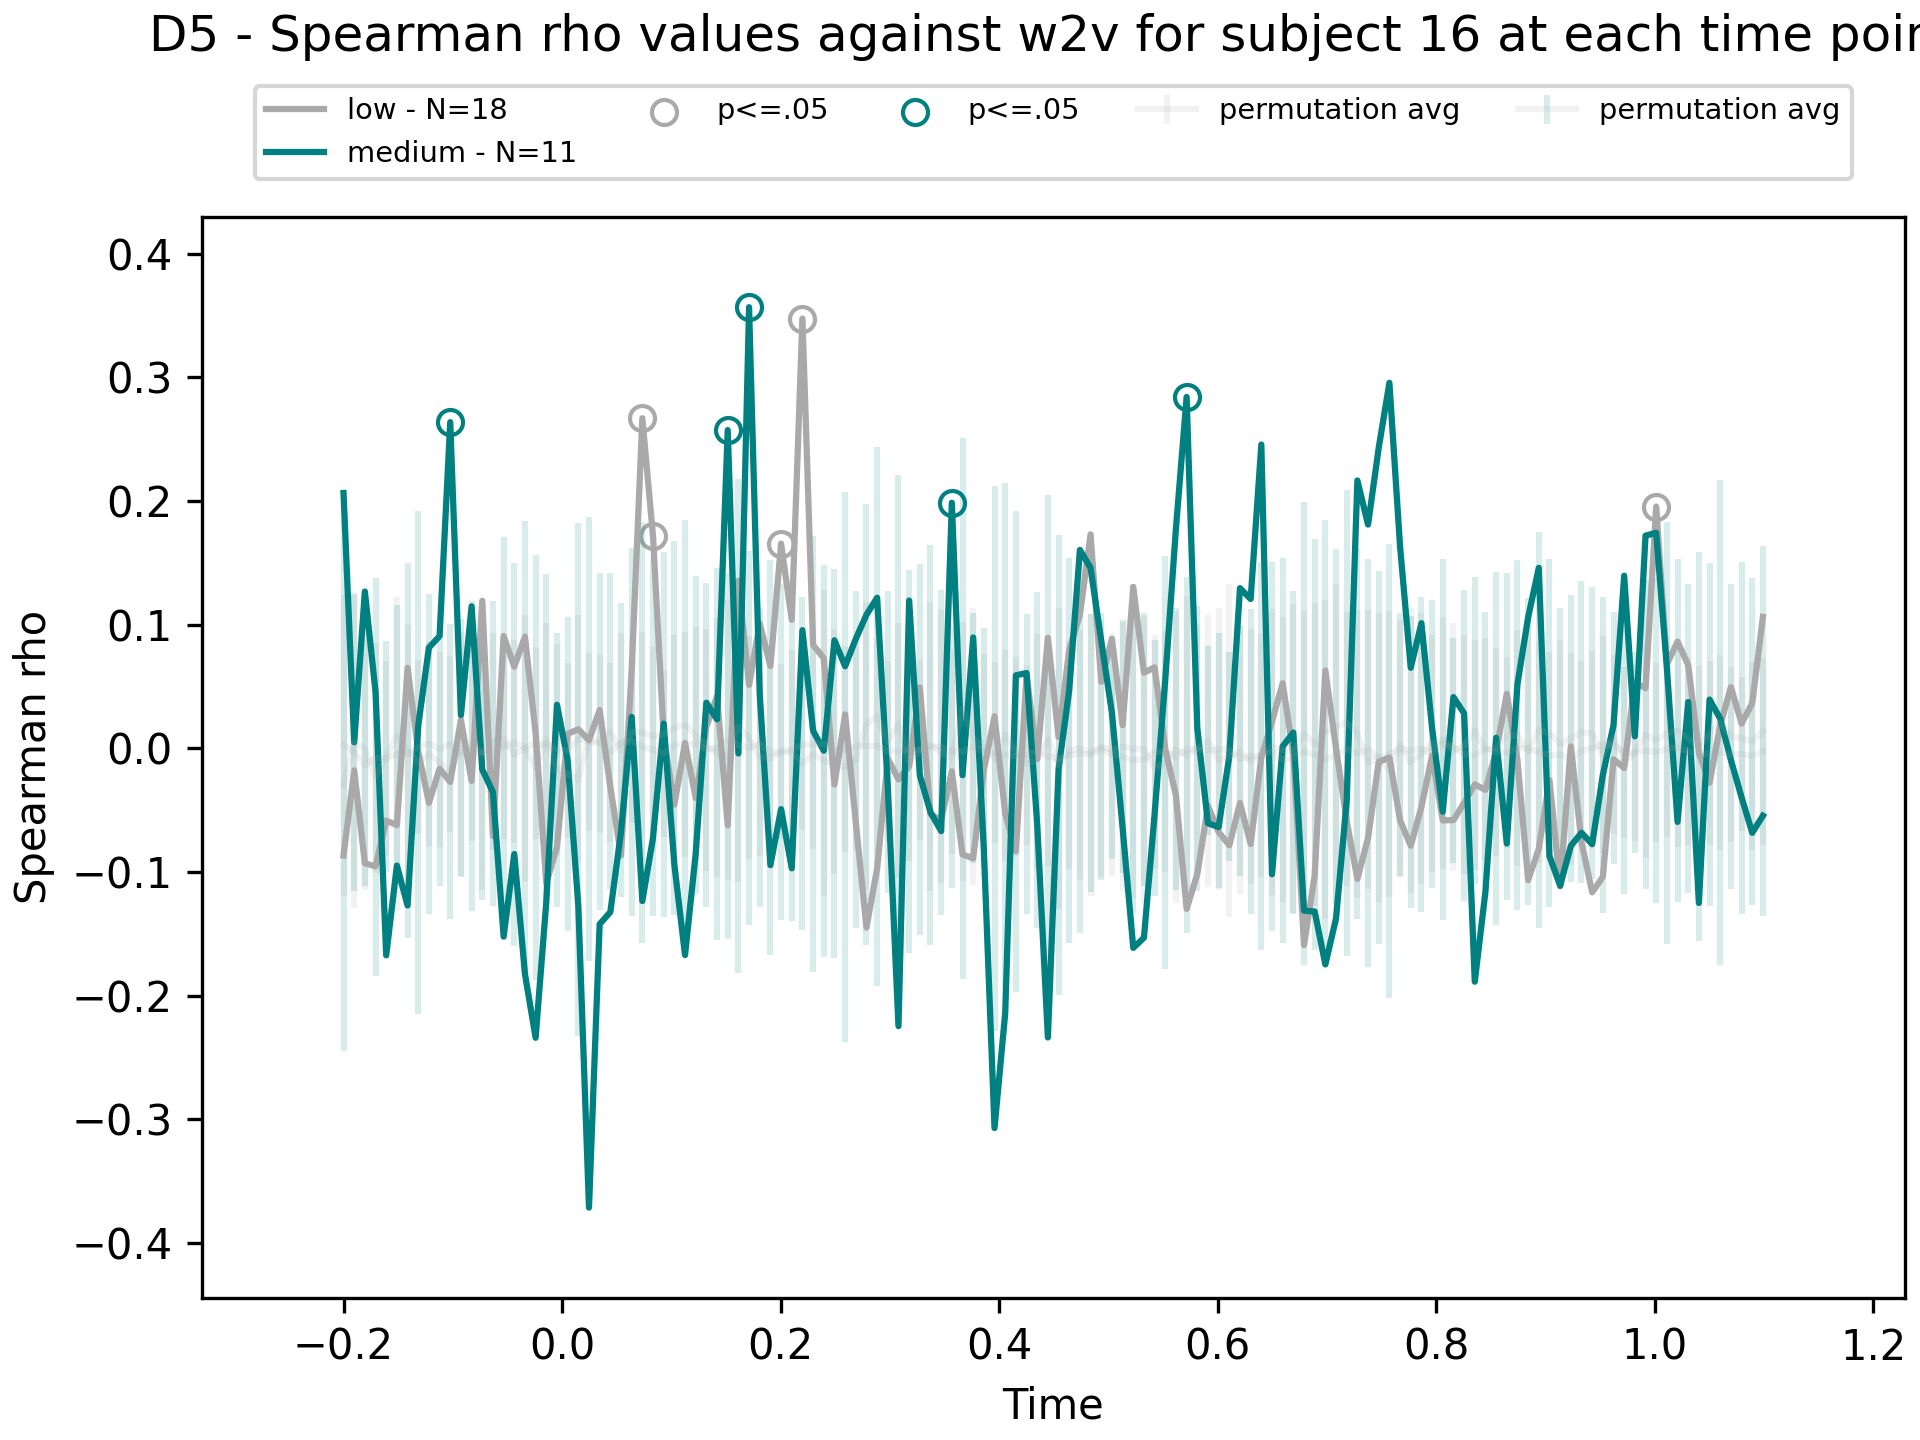 D5 - Spearman rho values against w2v for subject 16 at each time poi
low - N=18
medium - N=11
p<=.05
p<=.05
permutation avg
permutation avg
0.4
0.3
0.2
0.1
0.0
−0.1
−0.2
−0.3
−0.4
Spearman rho
−0.2 0.0 0.2 0.4 0.6 0.8 1.0 1.2
Time